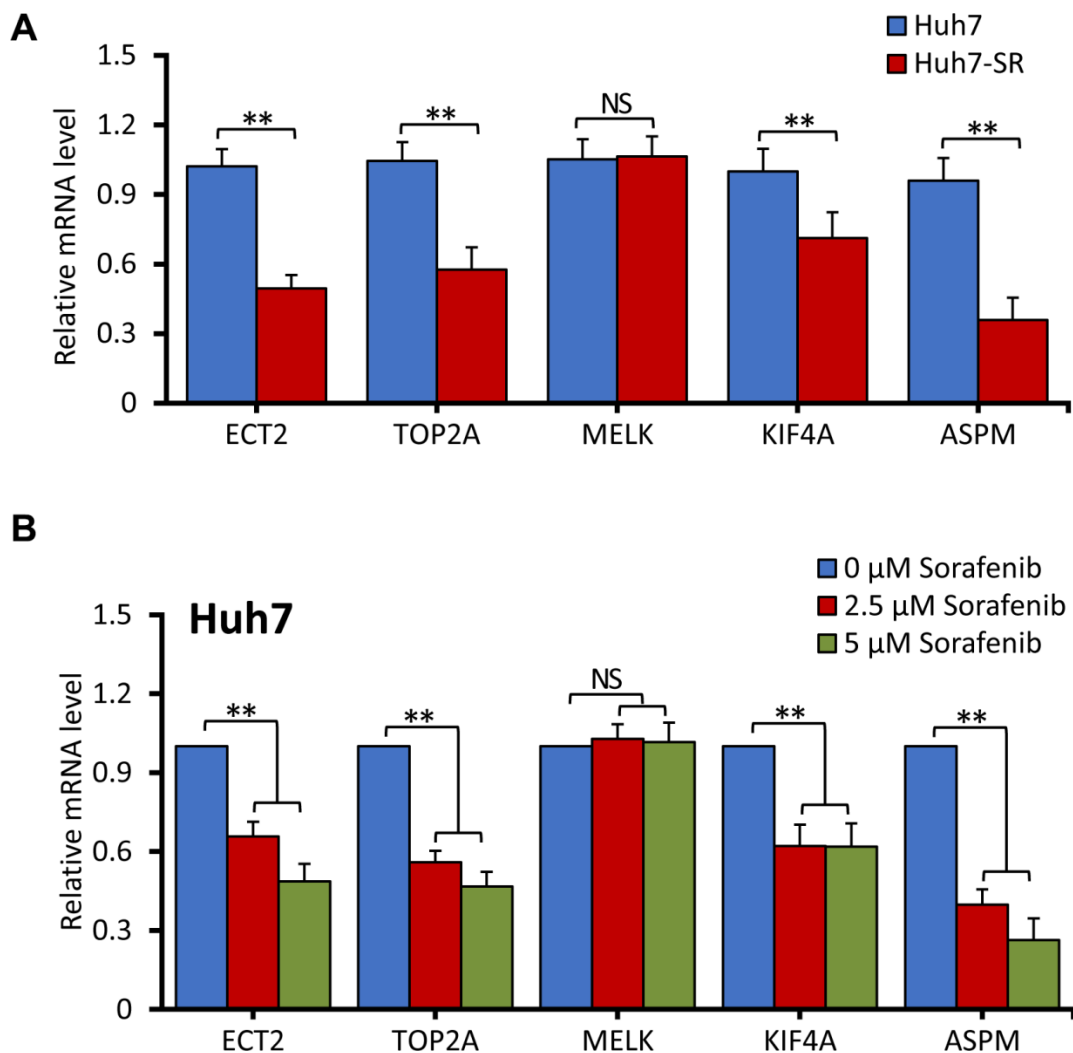 A
Huh7
Huh7-SR
Relative mRNA level
1.5
1.2
0.9
0.6
0.3
0
**
**
NS
**
**
ECT2 TOP2A MELK KIF4A ASPM
B
Huh7
0 μM Sorafenib
2.5 μM Sorafenib
5 μM Sorafenib
Relative mRNA level
1.5
1.2
0.9
0.6
0.3
0
**
**
NS
**
**
ECT2 TOP2A MELK KIF4A ASPM